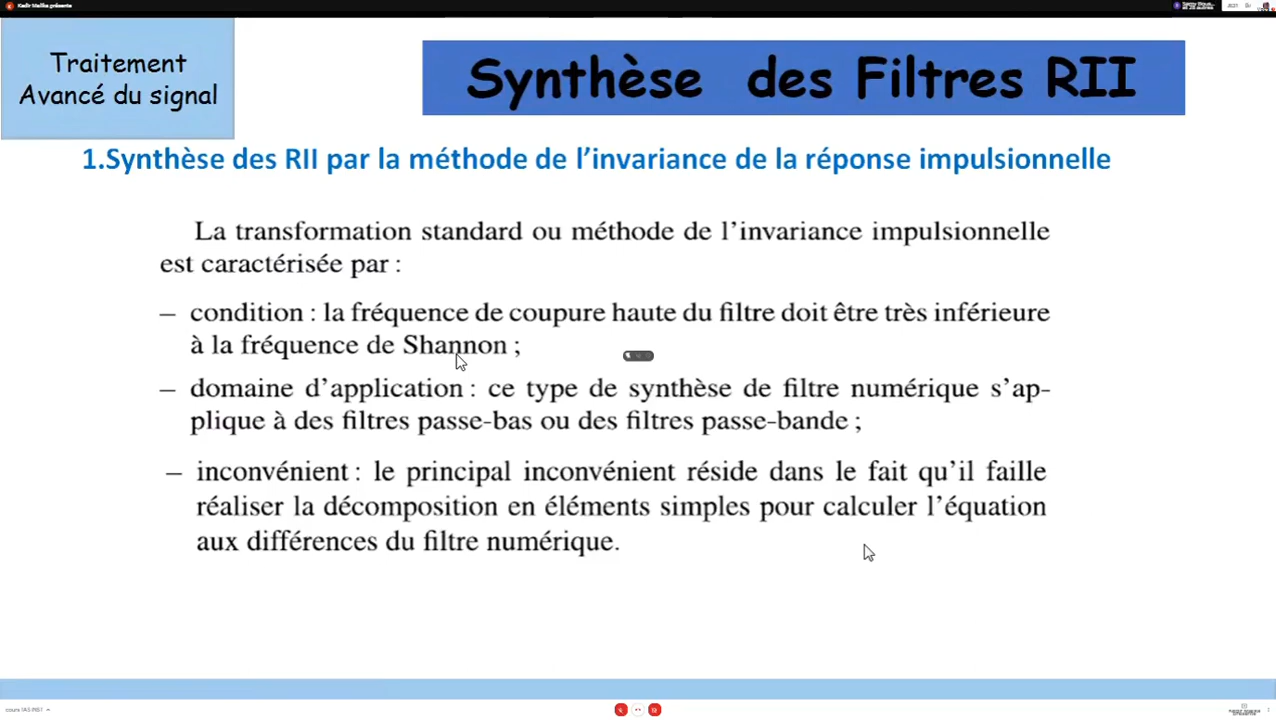 Kadir Malika présente
Traitement
Avancé du signal
Synthèse des Filtres RII
1.Synthèse des RII par la méthode de l’invariance de la réponse impulsionnelle
La transformation standard ou méthode de l’invariance impulsionnelle
est caractérisée par :
– condition : la fréquence de coupure haute du filtre doit être très inférieure
à la fréquence de Shannon ;
– domaine d’application : ce type de synthèse de filtre numérique s’ap-
plique à des filtres passe-bas ou des filtres passe-bande ;
– inconvénient : le principal inconvénient réside dans le fait qu’il faille
réaliser la décomposition en éléments simples pour calculer l’équation
aux différences du filtre numérique.